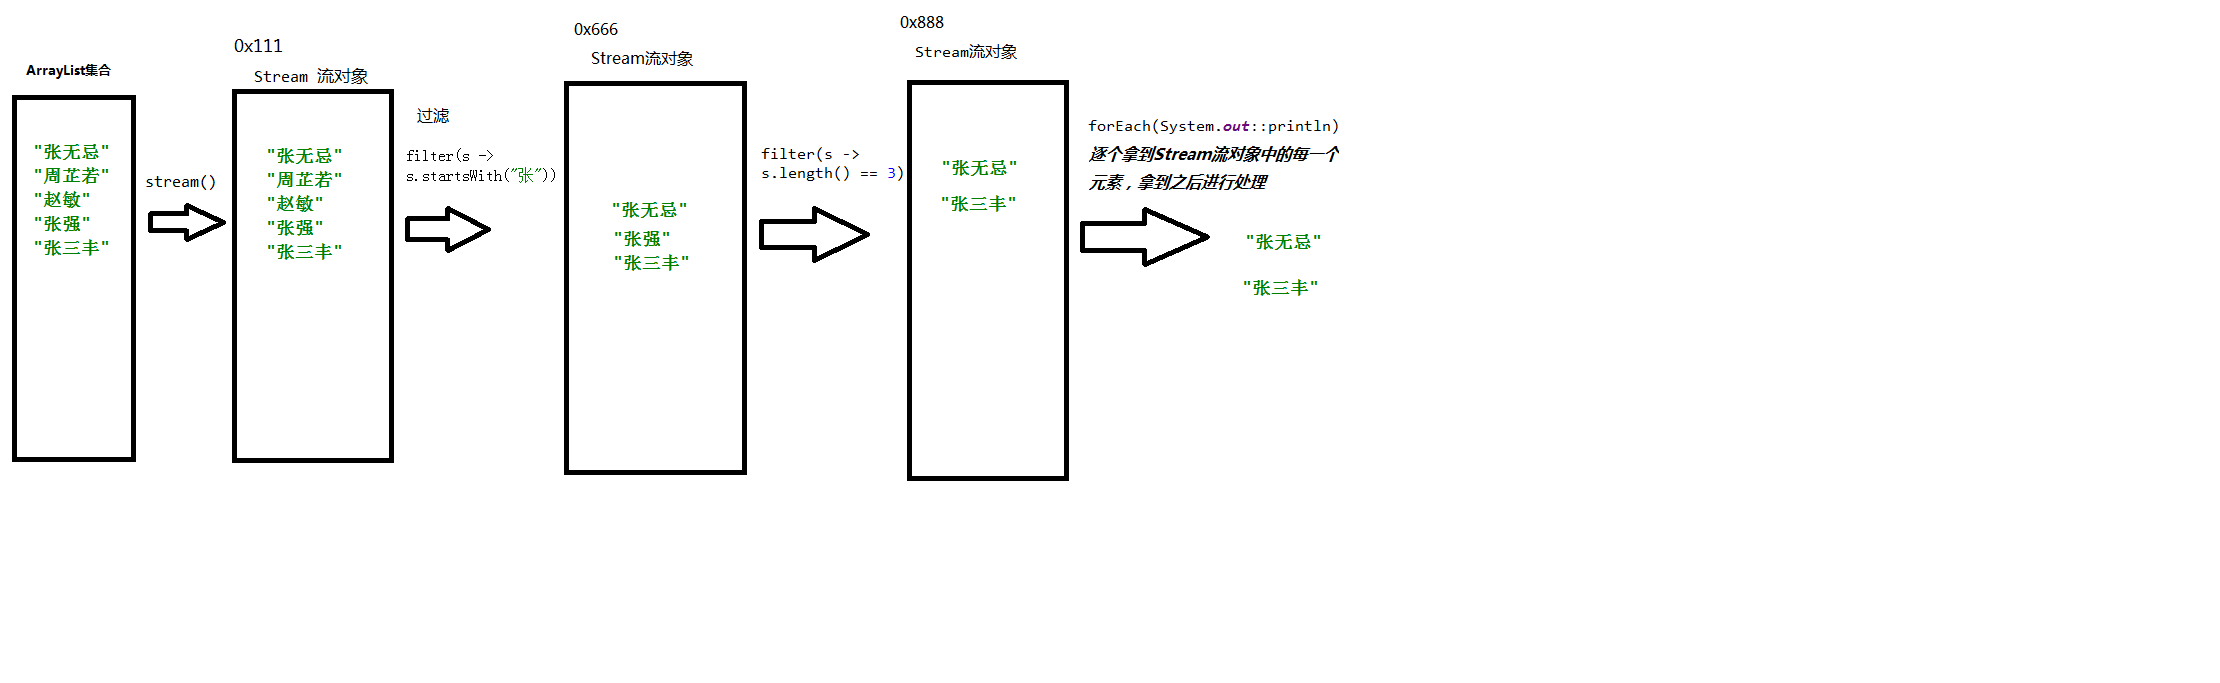 ArrayList集合
"张无忌"
"周芷若"
"赵敏"
"张强"
"张三丰"
stream()
0x111
Stream 流对象
"张无忌"
"周芷若"
"赵敏"
"张强"
"张三丰"
过滤
filter(s ->
s.startsWith("张"))
0x666
Stream流对象
"张无忌"
"张强"
"张三丰"
filter(s ->
s.length() == 3)
0x888
Stream流对象
"张无忌"
"张三丰"
forEach(System.out::println)
逐个拿到Stream流对象中的每一个
元素，拿到之后进行处理
"张无忌"
"张三丰"